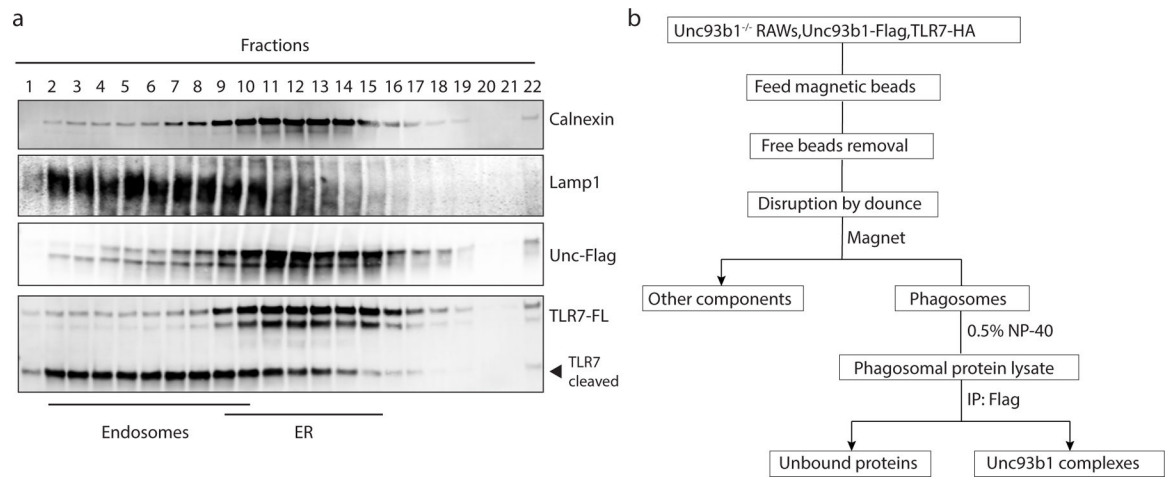 a
Fractions
1 2 3 4 5 6 7 8 9 10 11 12 13 14 15 16 17 18 19 20 21 22
Calnexin
Lamp1
Unc-Flag
TLR7-FL
TLR7
cleaved
Endosomes
ER
b
Unc93b1-/- RAWs,Unc93b1-Flag,TLR7-HA
Feed magnetic beads
Free beads removal
Disruption by dounce
Magnet
Other components
Phagosomes
0.5% NP-40
Phagosomal protein lysate
IP: Flag
Unbound proteins
Unc93b1 complexes